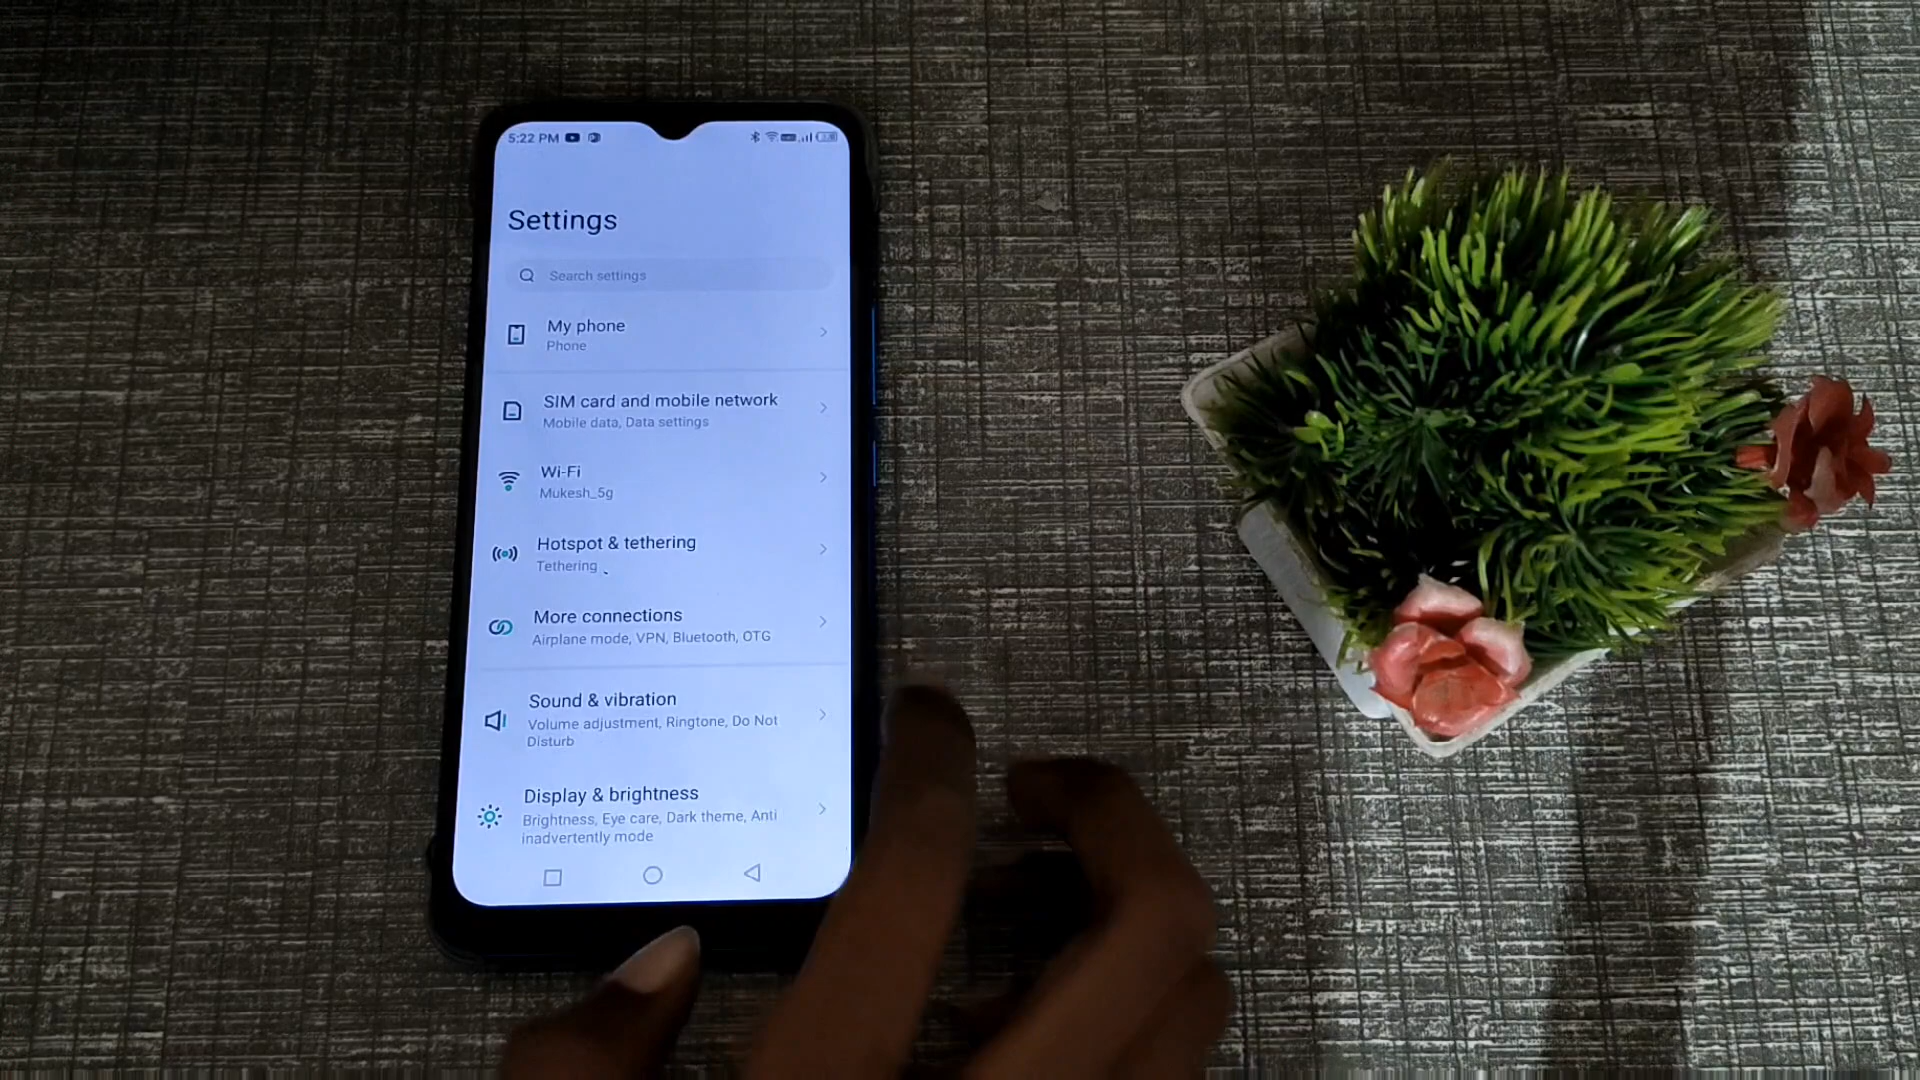 5:22 PM
Settings
Search settings
My phone
Phone
SIM card and mobile network
Mobile data, Data settings
Wi-Fi
Mukesh_5g
Hotspot & tethering
Tethering
More connections
Airplane mode, VPN, Bluetooth, OTG
Sound & vibration
Volume adjustment, Ringtone, Do Not
Disturb
Display & brightness
Brightness, Eye care, Dark theme, Anti
inadvertently mode